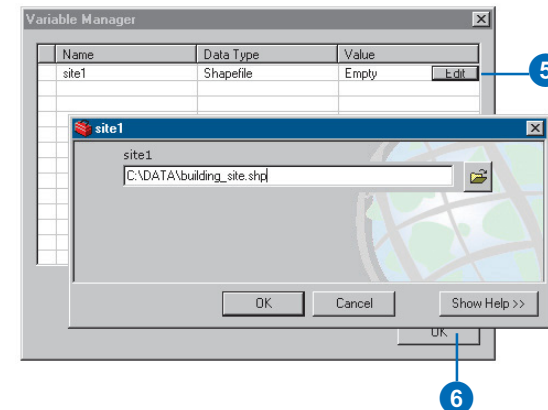 Variable Manager
Name Data Type Value
site1 Shapefile Empty Edit
5
site1
site1
C:\DATA\building_site.shp
OK Cancel Show Help >>
OK
6